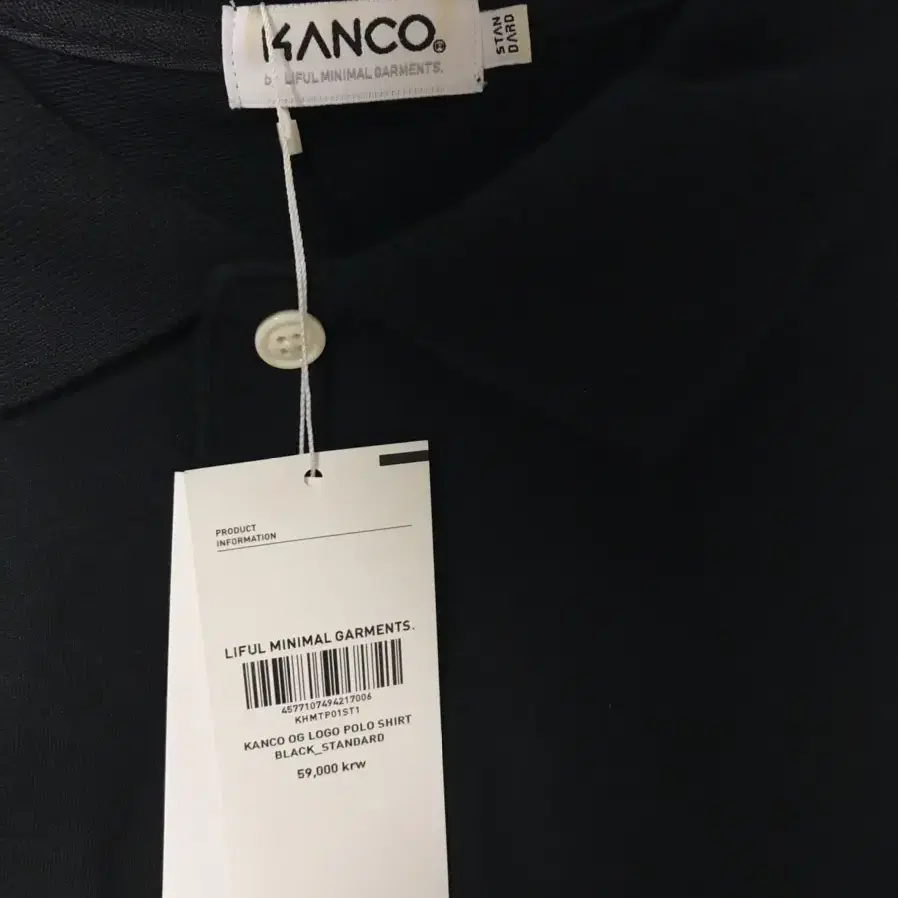 KANCO®
by LIFUL MINIMAL GARMENTS.
STAN
DARD
PRODUCT
INFORMATION
LIFUL MINIMAL GARMENTS.
4577107494217006
KHMTP01ST1
KANCO OG LOGO POLO SHIRT
BLACK_STANDARD
59,000 krw